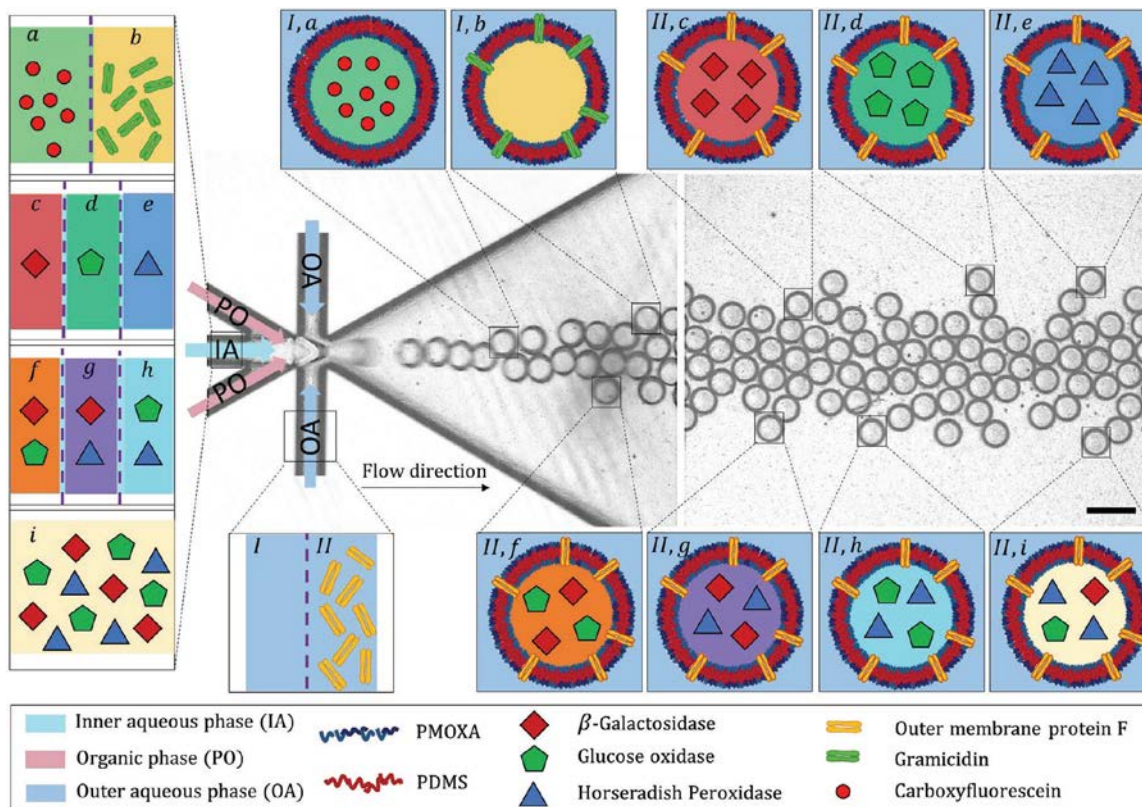 a b
I, a I, b II, c II, d II, e
c d e
OA
PO
IA
PO
OA
f g h
Flow direction
i
I II
II, f II, g II, h II, i
Inner aqueous phase (IA)
Organic phase (PO)
Outer aqueous phase (OA)
PMOXA
PDMS
β-Galactosidase
Glucose oxidase
Horseradish Peroxidase
Outer membrane protein F
Gramicidin
Carboxyfluorescein